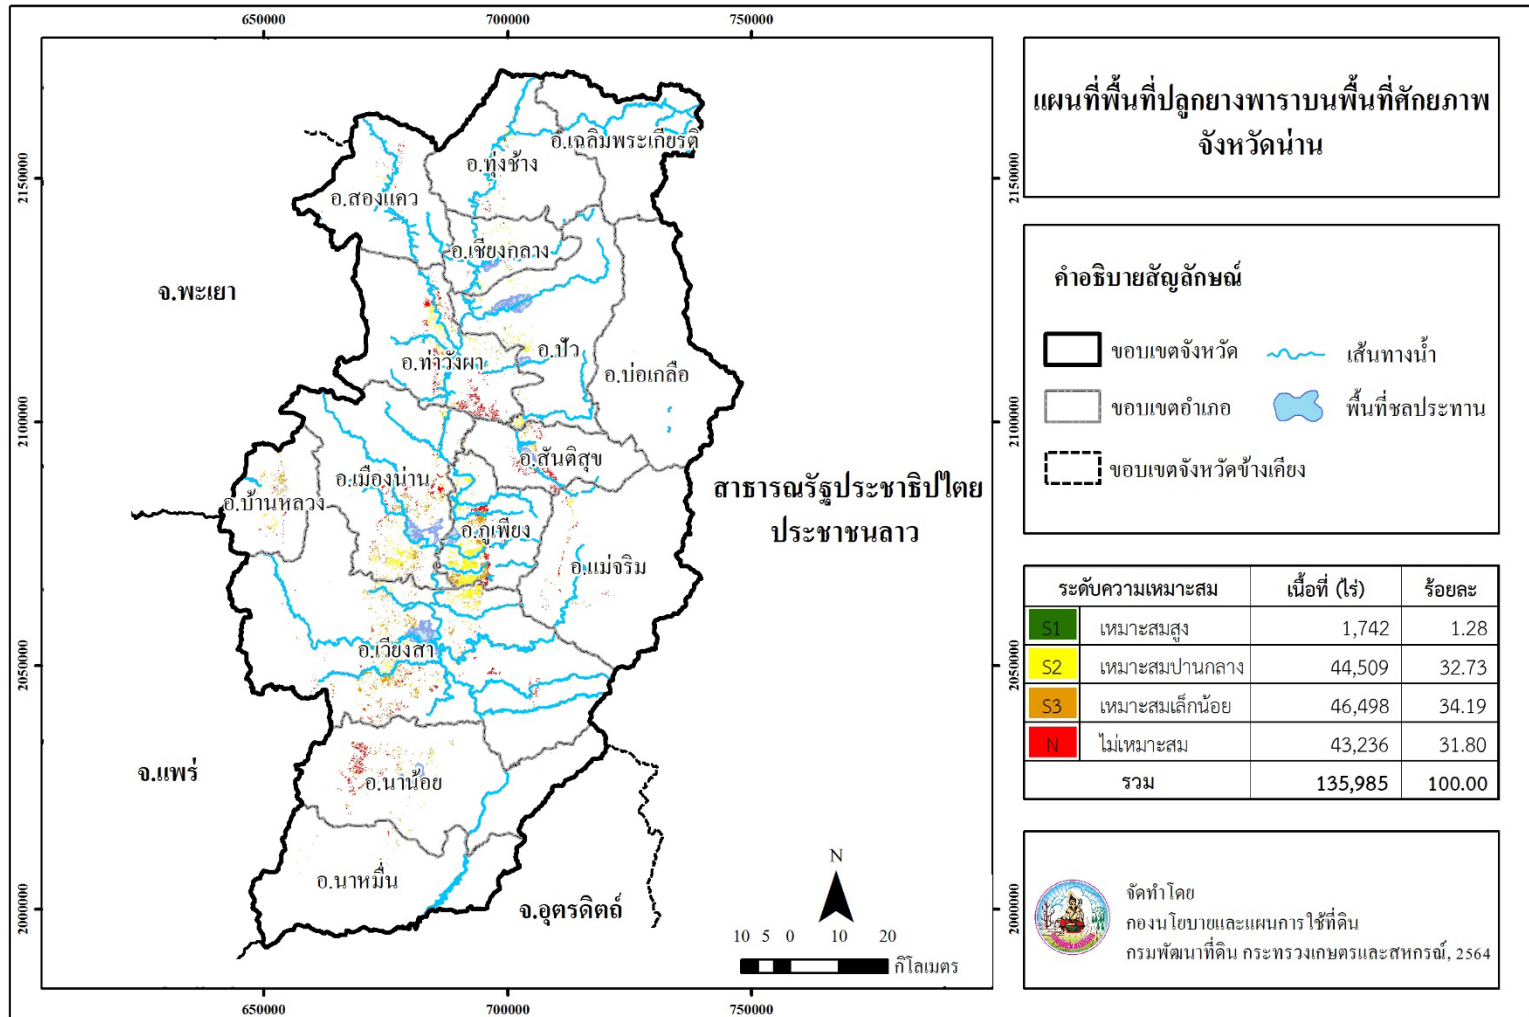 650000 700000 750000
แผนที่พื้นที่ปลูกยางพาราบนพื้นที่ศักยภาพ
จังหวัดน่าน
2150000
2100000
2050000
2000000
อ.เฉลิมพระเกียรติ
อ.ทุ่งช้าง
อ.สองแคว
อ.เชียงกลาง
จ.พะเยา
อ.ปัว
อ.ท่าวังผา
อ.บ่อเกลือ
อ.สันติสุข
อ.เมืองน่าน
อ.บ้านหลวง
อ.ภูเพียง
อ.แม่จริม
สาธารณรัฐประชาธิปไตย
ประชาชนลาว
อ.เวียงสา
จ.แพร่
อ.นาน้อย
อ.นาหมื่น
จ.อุตรดิตถ์
N
10 5 0 10 20
กิโลเมตร
2150000
2100000
2050000
2000000
650000 700000 750000
คำอธิบายสัญลักษณ์
ขอบเขตจังหวัด เส้นทางน้ำ
ขอบเขตอำเภอ พื้นที่ชลประทาน
ขอบเขตจังหวัดข้างเคียง
ระดับความเหมาะสม เนื้อที่ (ไร่) ร้อยละ
S1 เหมาะสมสูง 1,742 1.28
S2 เหมาะสมปานกลาง 44,509 32.73
S3 เหมาะสมเล็กน้อย 46,498 34.19
N ไม่เหมาะสม 43,236 31.80
รวม 135,985 100.00
จัดทำโดย
กองนโยบายและแผนการใช้ที่ดิน
กรมพัฒนาที่ดิน กระทรวงเกษตรและสหกรณ์, 2564